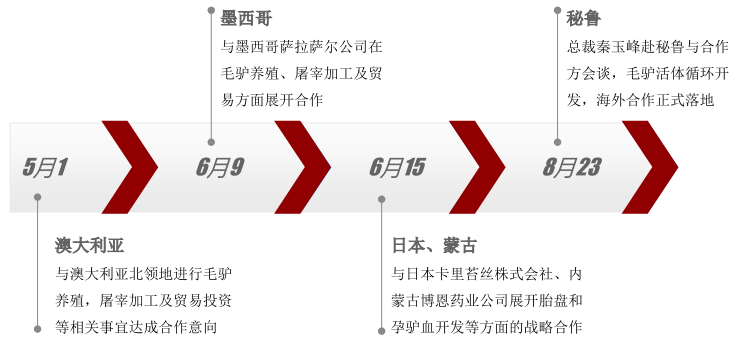 墨西哥
与墨西哥萨拉萨尔公司在
毛驴养殖、屠宰加工及贸
易方面展开合作
秘鲁
总裁秦玉峰赴秘鲁与合作
方会谈，毛驴活体循环开
发，海外合作正式落地
5月1
6月9
6月15
8月23
澳大利亚
与澳大利亚北领地进行毛驴
养殖，屠宰加工及贸易投资
等相关事宜达成合作意向
日本、蒙古
与日本卡里苔丝株式会社、内
蒙古博恩药业公司展开胎盘和
孕驴血开发等方面的战略合作